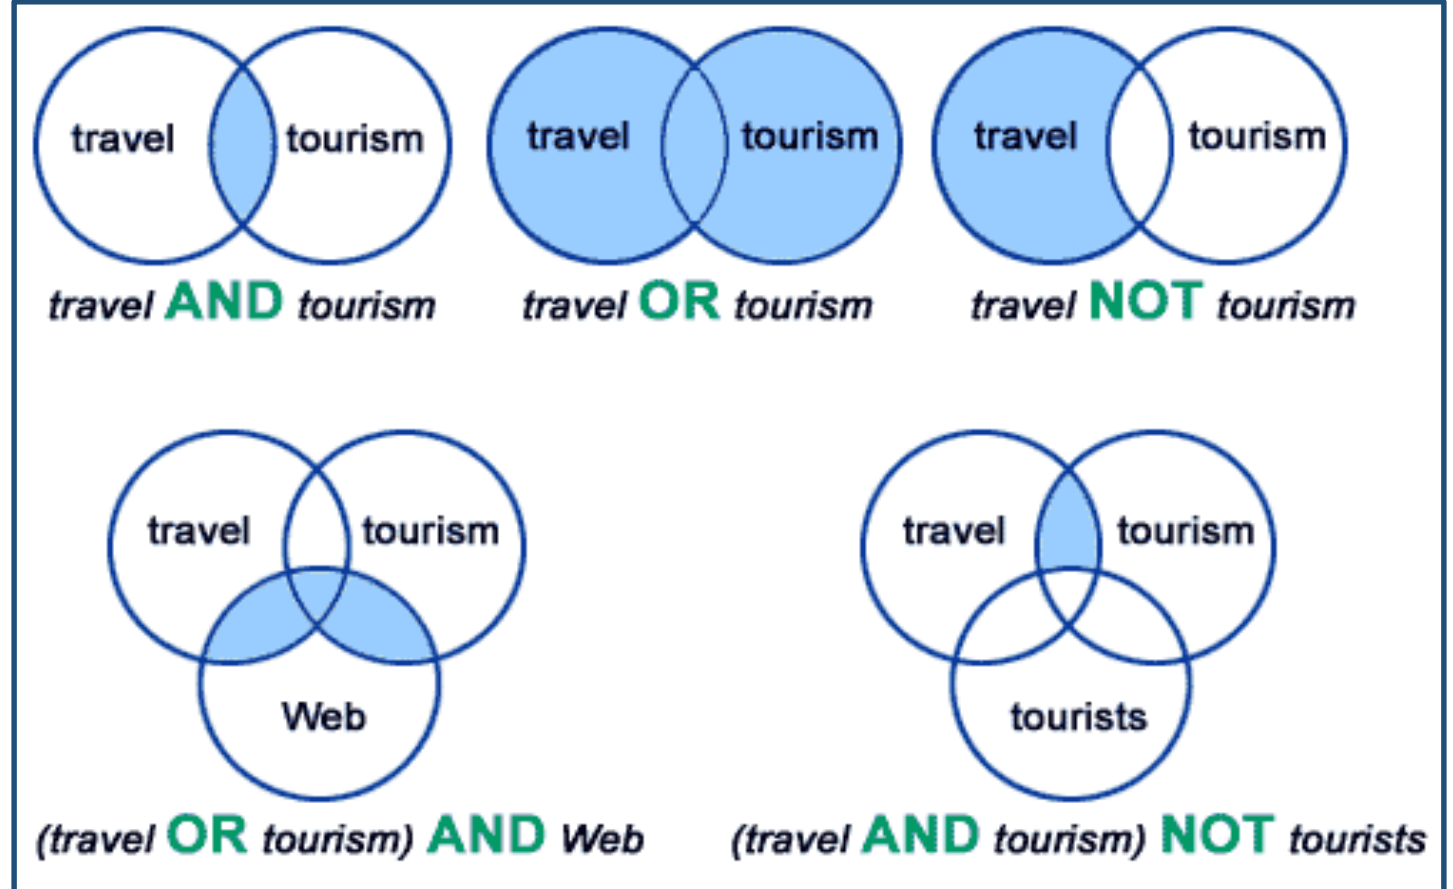 travel tourism
travel tourism
travel tourism
travel AND tourism
travel OR tourism
travel NOT tourism
travel tourism
Web
travel tourism
tourists
(travel OR tourism) AND Web
(travel AND tourism) NOT tourists